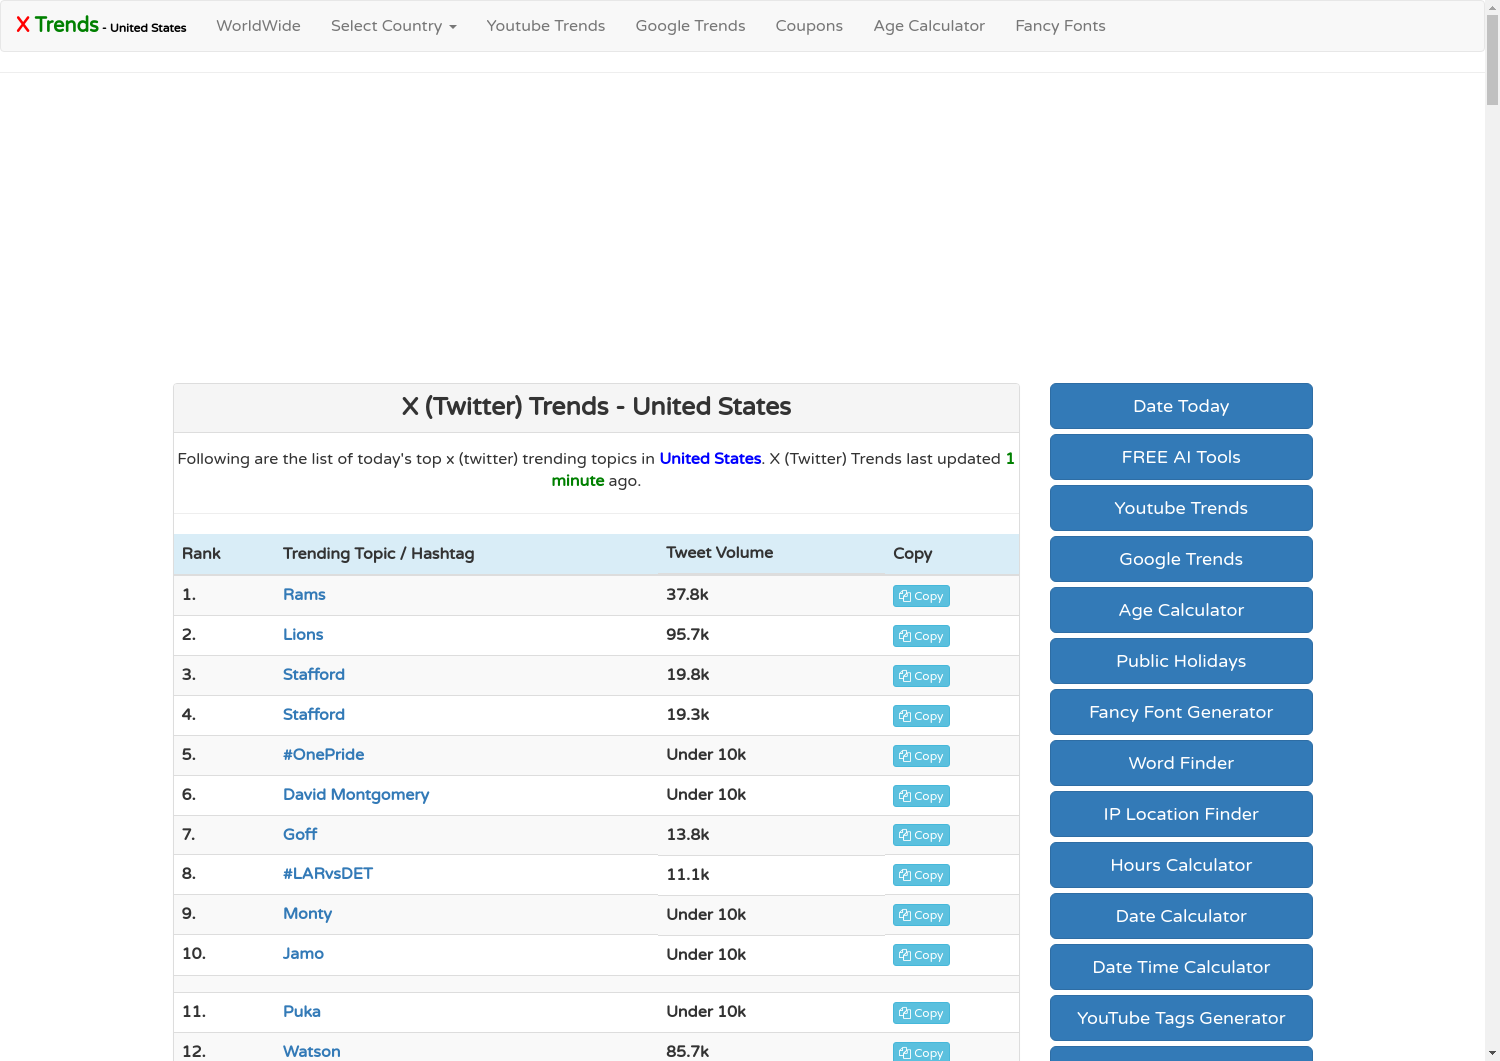 X Trends - United States WorldWide Select Country Youtube Trends Google Trends Coupons Age Calculator Fancy Fonts
X (Twitter) Trends - United States
Following are the list of today's top x (twitter) trending topics in United States. X (Twitter) Trends last updated 1
minute ago.
Rank Trending Topic / Hashtag Tweet Volume Copy
1. Rams 37.8k Copy
2. Lions 95.7k Copy
3. Stafford 19.8k Copy
4. Stafford 19.3k Copy
5. #OnePride Under 10k Copy
6. David Montgomery Under 10k Copy
7. Goff 13.8k Copy
8. #LARvsDET 11.1k Copy
9. Monty Under 10k Copy
10. Jamo Under 10k Copy
11. Puka Under 10k Copy
12. Watson 85.7k Copy
Date Today
FREE AI Tools
Youtube Trends
Google Trends
Age Calculator
Public Holidays
Fancy Font Generator
Word Finder
IP Location Finder
Hours Calculator
Date Calculator
Date Time Calculator
YouTube Tags Generator